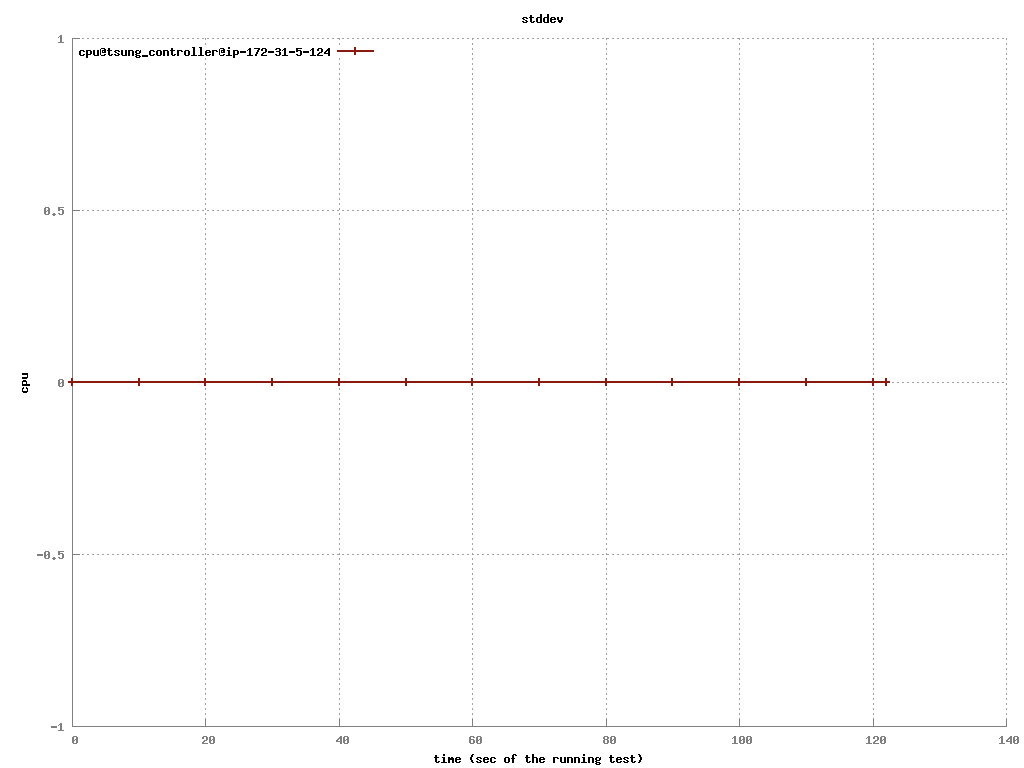 stddev
cpu@tsung_controller@ip-172-31-5-124
1
0.5
0
-0.5
-1
cpu
0 20 40 60 80 100 120 140
time (sec of the running test)